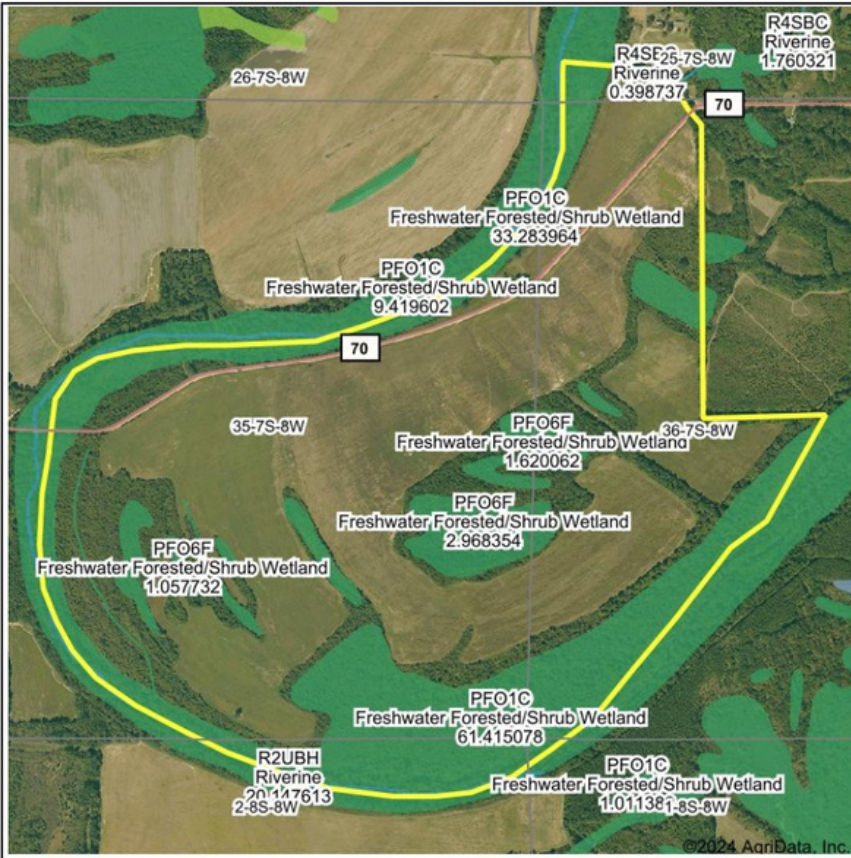 R4SBC
Riverine
1.760321
26-7S-8W
25-7S-8W
Riverine
0.398737
70
PFO1C
Freshwater Forested/Shrub Wetland
33.283964
PFO1C
Freshwater Forested/Shrub Wetland
9.419602
70
35-7S-8W
36-7S-8W
PFO6F
Freshwater Forested/Shrub Wetland
1.620062
PFO6F
Freshwater Forested/Shrub Wetland
2.968354
PFO6F
Freshwater Forested/Shrub Wetland
1.057732
PFO1C
Freshwater Forested/Shrub Wetland
61.415078
R2UBH
Riverine
20.147613
2-8S-8W
PFO1C
Freshwater Forested/Shrub Wetland
1-8S-8W
©2024 AgriData, Inc.